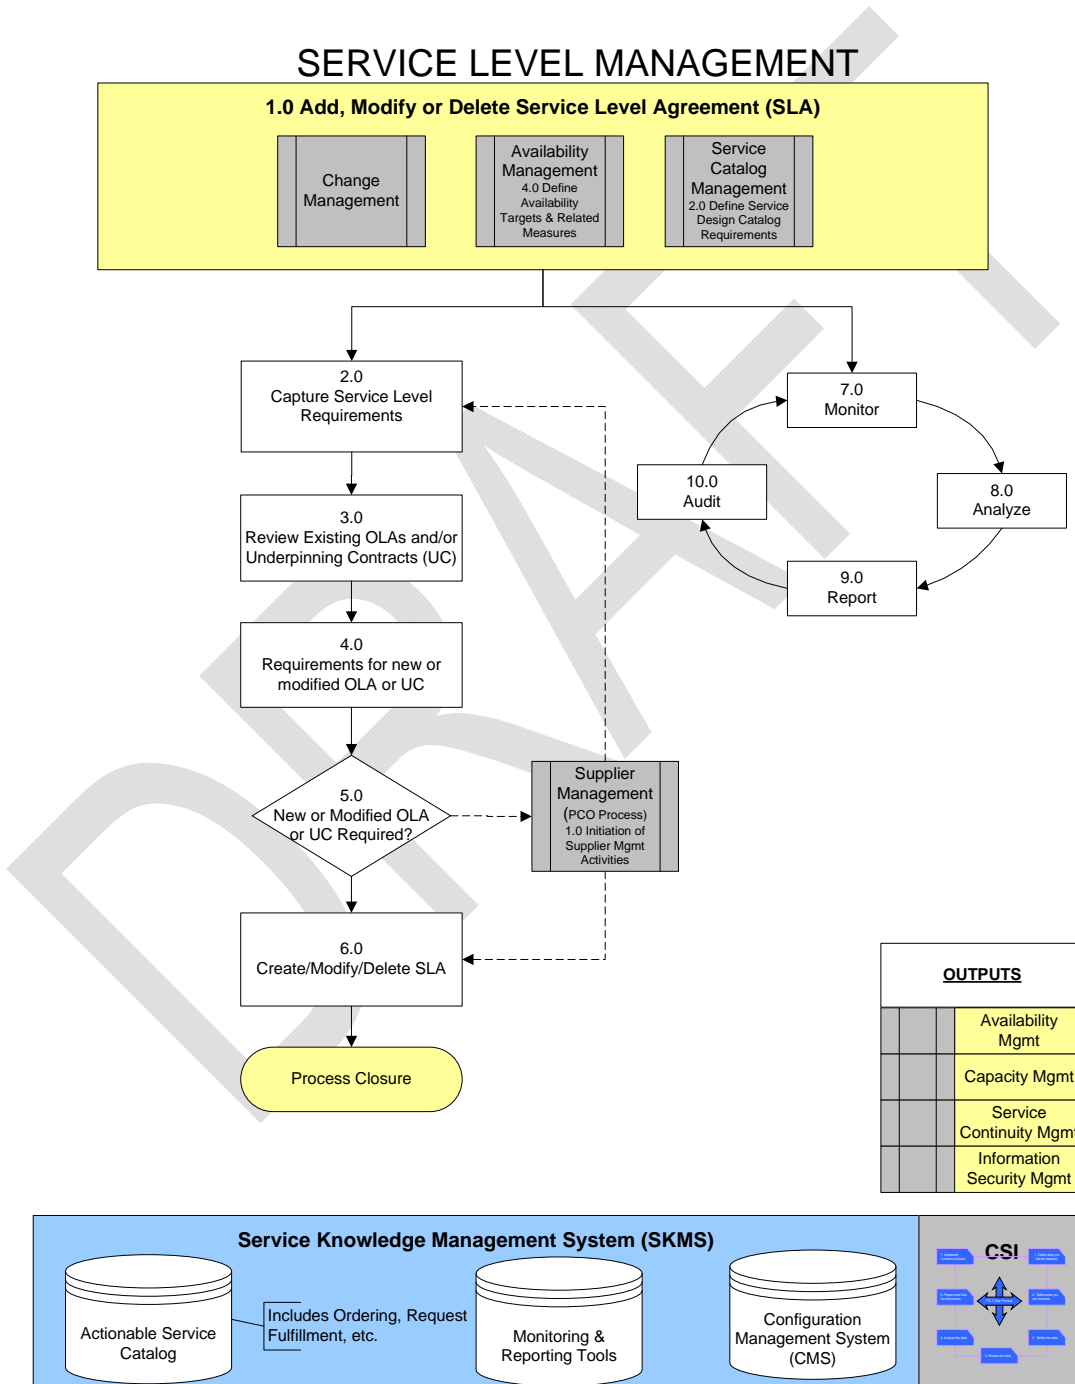 SERVICE LEVEL MANAGEMENT
1.0 Add, Modify or Delete Service Level Agreement (SLA)
Change
Management
Availability
Management
4.0 Define
Availability
Targets & Related
Measures
Service
Catalog
Management
2.0 Define Service
Design Catalog
Requirements
2.0
Capture Service Level
Requirements
7.0
Monitor
10.0
Audit
8.0
Analyze
3.0
Review Existing OLAs and/or
Underpinning Contracts (UC)
9.0
Report
4.0
Requirements for new or
modified OLA or UC
5.0
New or Modified OLA
or UC Required?
Supplier
Management
(PCO Process)
1.0 Initiation of
Supplier Mgmt
Activities
6.0
Create/Modify/Delete SLA
Process Closure
OUTPUTS
Availability
Mgmt
Capacity Mgmt
Service
Continuity Mgmt
Information
Security Mgmt
DRAFT
Service Knowledge Management System (SKMS)
Actionable Service
Catalog
Includes Ordering, Request
Fulfillment, etc.
Monitoring &
Reporting Tools
Configuration
Management System
(CMS)
CSI